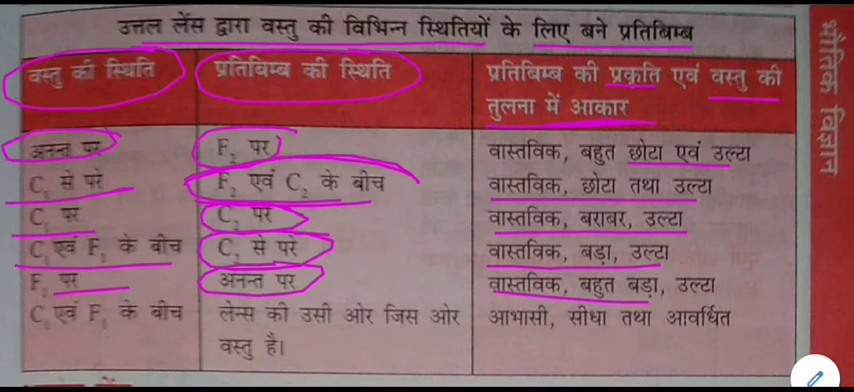 उत्तल लेंस द्वारा वस्तु की विभिन्न स्थितियों के लिए बने प्रतिबिम्ब
वस्तु की स्थिति
प्रतिबिम्ब की स्थिति
प्रतिबिम्ब की प्रकृति एवं वस्तु की
तुलना में आकार
अनन्त पर
F₂ पर
वास्तविक, बहुत छोटा एवं उल्टा
C₁ से परे
F₂ एवं C₂ के बीच
वास्तविक, छोटा तथा उल्टा
C₁ पर
C₂ पर
वास्तविक, बराबर, उल्टा
C₁ एवं F₁ के बीच
C₂ से परे
वास्तविक, बड़ा, उल्टा
F₁ पर
अनन्त पर
वास्तविक, बहुत बड़ा, उल्टा
C₁ एवं F₁ के बीच
लेन्स की उसी ओर जिस ओर
वस्तु है।
आभासी, सीधा तथा आवर्धित
भौतिक विज्ञान